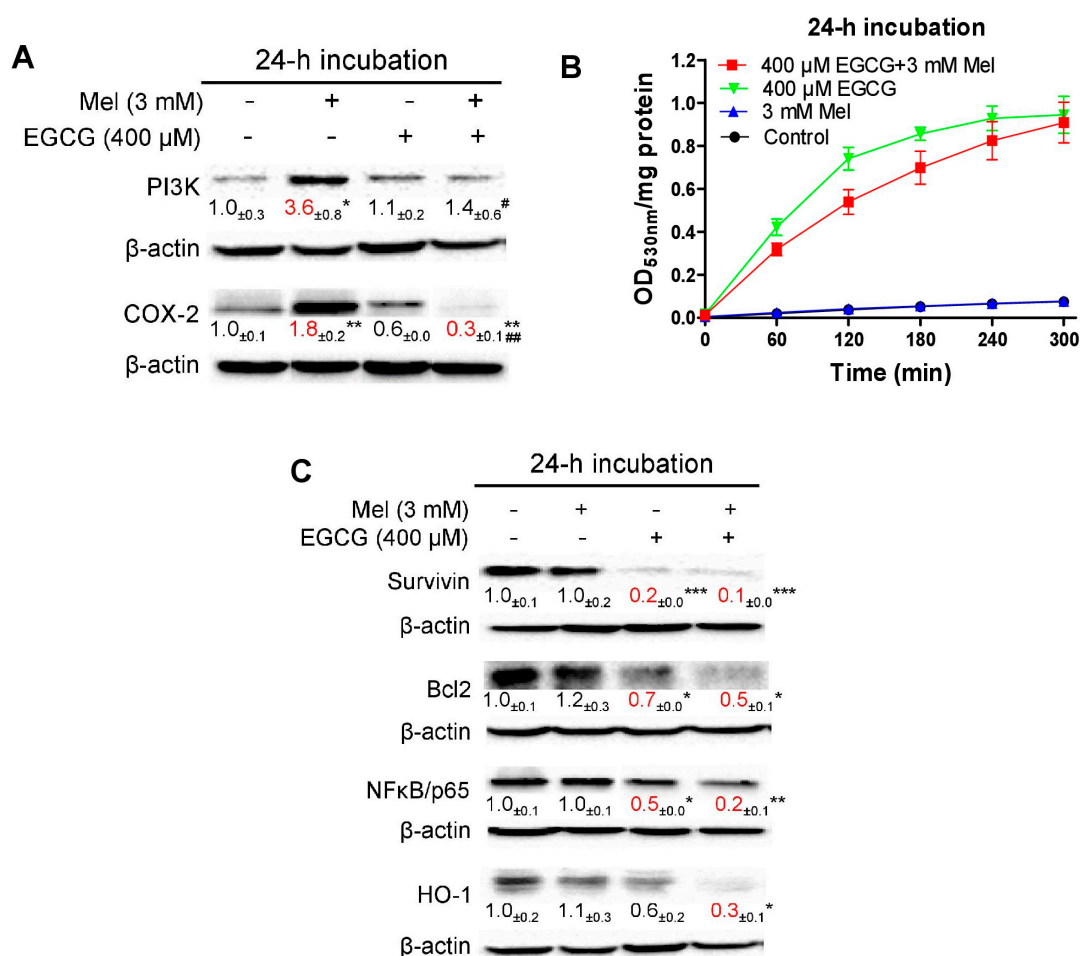 A
24-h incubation
Mel (3 mM) - + - +
EGCG (400 µM) - - + +
PI3K
1.0±0.3 3.6±0.8* 1.1±0.2 1.4±0.6#
β-actin
COX-2
1.0±0.1 1.8±0.2** 0.6±0.0 0.3±0.1**##
β-actin
B
24-h incubation
400 µM EGCG+3 mM Mel
400 µM EGCG
3 mM Mel
Control
OD530nm/mg protein
1.2
1.0
0.8
0.6
0.4
0.2
0.0
0 60 120 180 240 300
Time (min)
C
24-h incubation
Mel (3 mM) - + - +
EGCG (400 µM) - - + +
Survivin
1.0±0.1 1.0±0.2 0.2±0.0*** 0.1±0.0***
β-actin
Bcl2
1.0±0.1 1.2±0.3 0.7±0.0* 0.5±0.1*
β-actin
NFκB/p65
1.0±0.1 1.0±0.1 0.5±0.0* 0.2±0.1**
β-actin
HO-1
1.0±0.2 1.1±0.3 0.6±0.2 0.3±0.1*
β-actin